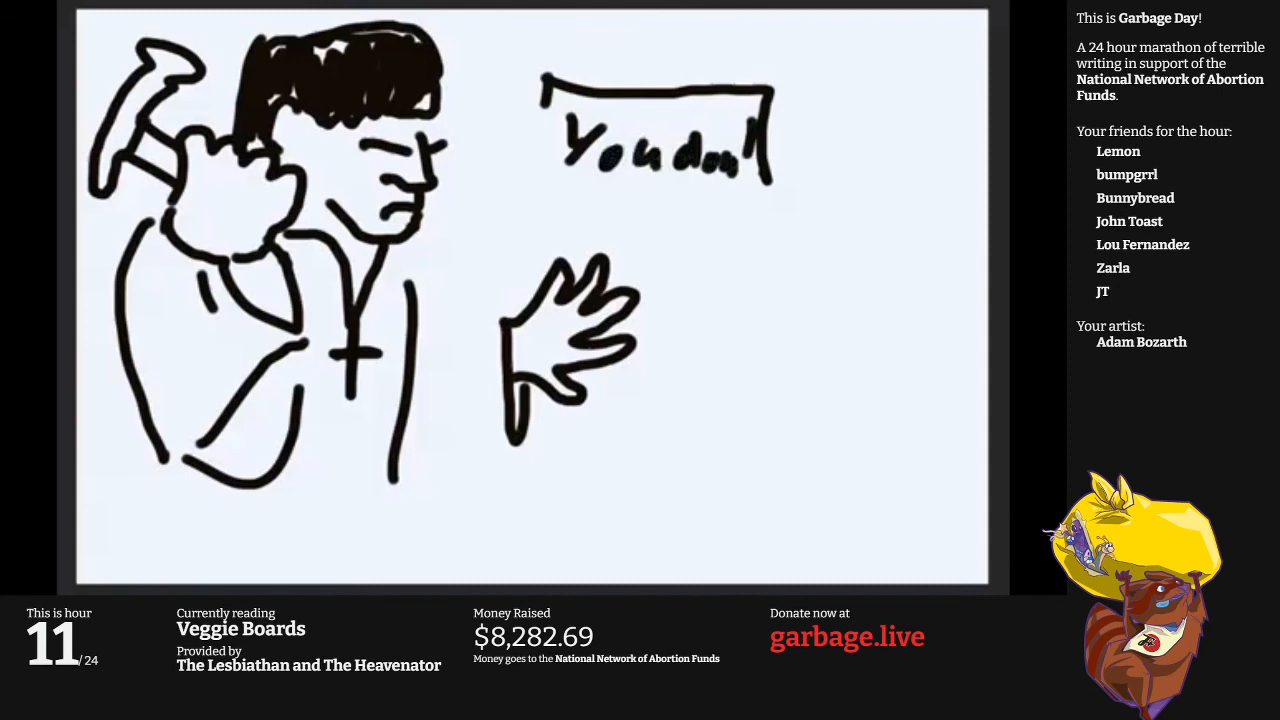 You don'
This is Garbage Day!
A 24 hour marathon of terrible
writing in support of the
National Network of Abortion
Funds.
Your friends for the hour:
Lemon
bumpgrrl
Bunnybread
John Toast
Lou Fernandez
Zarla
JT
Your artist:
Adam Bozarth
This is hour
11/24
Currently reading
Veggie Boards
Provided by
The Lesbiathan and The Heavenator
Money Raised
$8,282.69
Money goes to the National Network of Abortion Funds
Donate now at
garbage.live